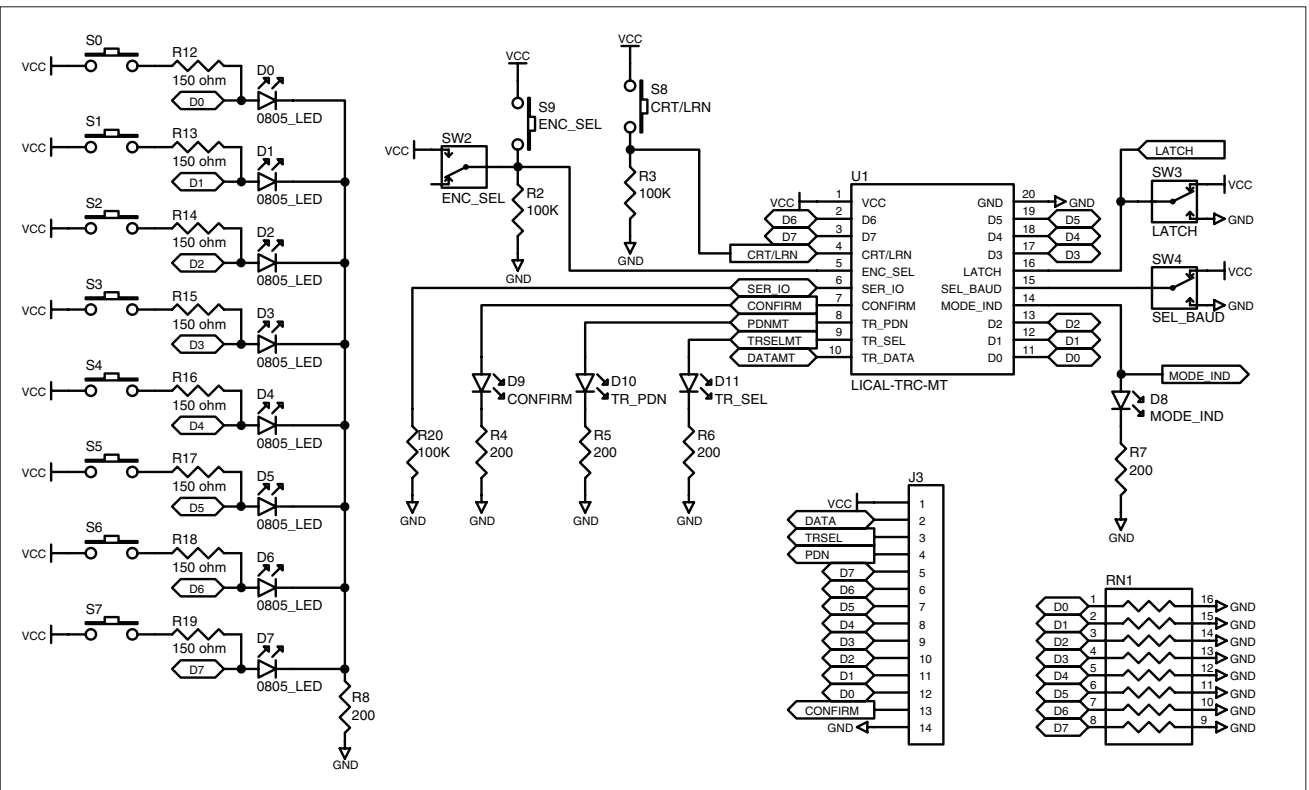 S0
VCC
R12
150 ohm
D0
D0
0805_LED
S1
VCC
R13
150 ohm
D1
D1
0805_LED
S2
VCC
R14
150 ohm
D2
D2
0805_LED
S3
VCC
R15
150 ohm
D3
D3
0805_LED
S4
VCC
R16
150 ohm
D4
D4
0805_LED
S5
VCC
R17
150 ohm
D5
D5
0805_LED
S6
VCC
R18
150 ohm
D6
D6
0805_LED
S7
VCC
R19
150 ohm
D7
D7
0805_LED
R8
200
GND
VCC
S9
ENC_SEL
SW2
VCC
ENC_SEL
R2
100K
GND
VCC
S8
CRT/LRN
R3
100K
GND
U1
VCC 1 VCC GND 20 GND
D6 2 D6 D5 19 D5
D7 3 D7 D4 18 D4
4 CRT/LRN D3 17 D3
CRT/LRN
5 ENC_SEL LATCH 16
SER_IO 6 SER_IO SEL_BAUD 15
CONFIRM 7 CONFIRM MODE_IND 14
PDNMT 8 TR_PDN D2 13 D2
TRSELMT 9 TR_SEL D1 12 D1
DATAMT 10 TR_DATA D0 11 D0
LICAL-TRC-MT
LATCH
SW3
VCC
GND
LATCH
SW4
VCC
GND
SEL_BAUD
MODE_IND
D8
MODE_IND
R7
200
GND
D9
CONFIRM
D10
TR_PDN
D11
TR_SEL
R20
100K
GND
R4
200
GND
R5
200
GND
R6
200
GND
J3
VCC 1
DATA 2
TRSEL 3
PDN 4
D7 5
D6 6
D5 7
D4 8
D3 9
D2 10
D1 11
D0 12
CONFIRM 13
GND 14
RN1
D0 1 16 GND
D1 2 15 GND
D2 3 14 GND
D3 4 13 GND
D4 5 12 GND
D5 6 11 GND
D6 7 10 GND
D7 8 9 GND